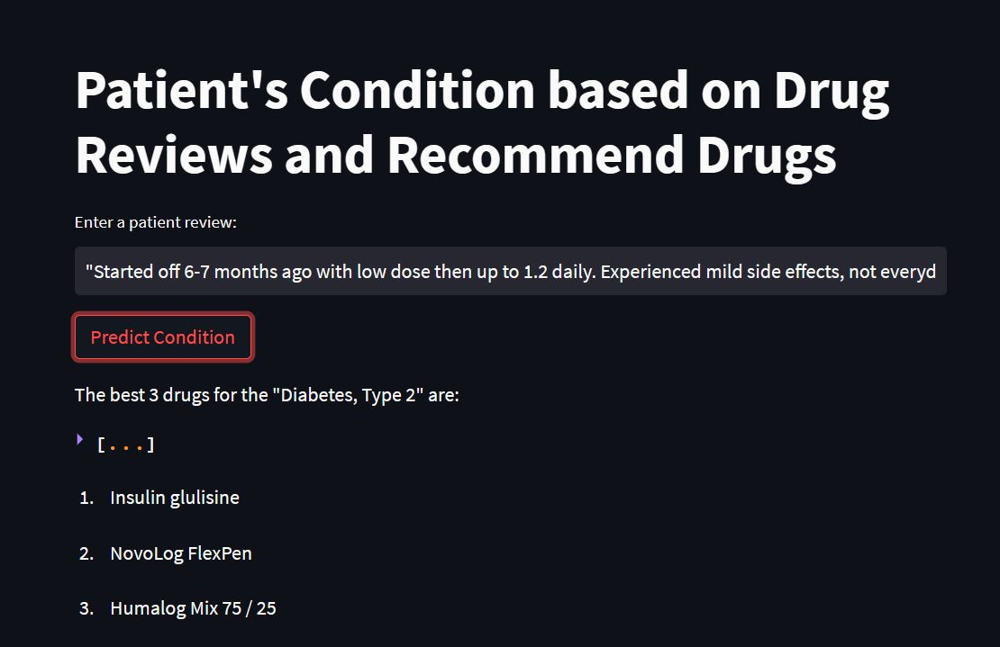 Patient's Condition based on Drug
Reviews and Recommend Drugs
Enter a patient review:
"Started off 6-7 months ago with low dose then up to 1.2 daily. Experienced mild side effects, not everyd
Predict Condition
The best 3 drugs for the "Diabetes, Type 2" are:
[...]
1. Insulin glulisine
2. NovoLog FlexPen
3. Humalog Mix 75 / 25